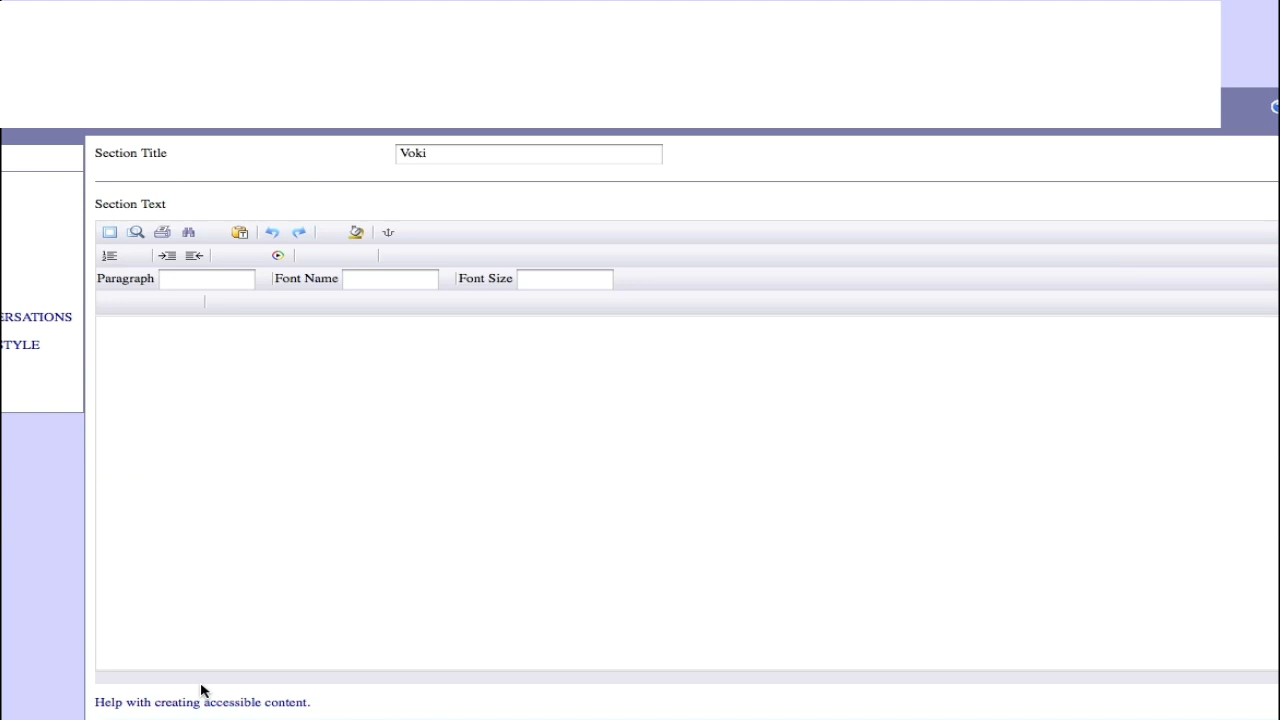 Section Title
Voki
Section Text
Paragraph
Font Name
Font Size
ERSATIONS
STYLE
Help with creating accessible content.